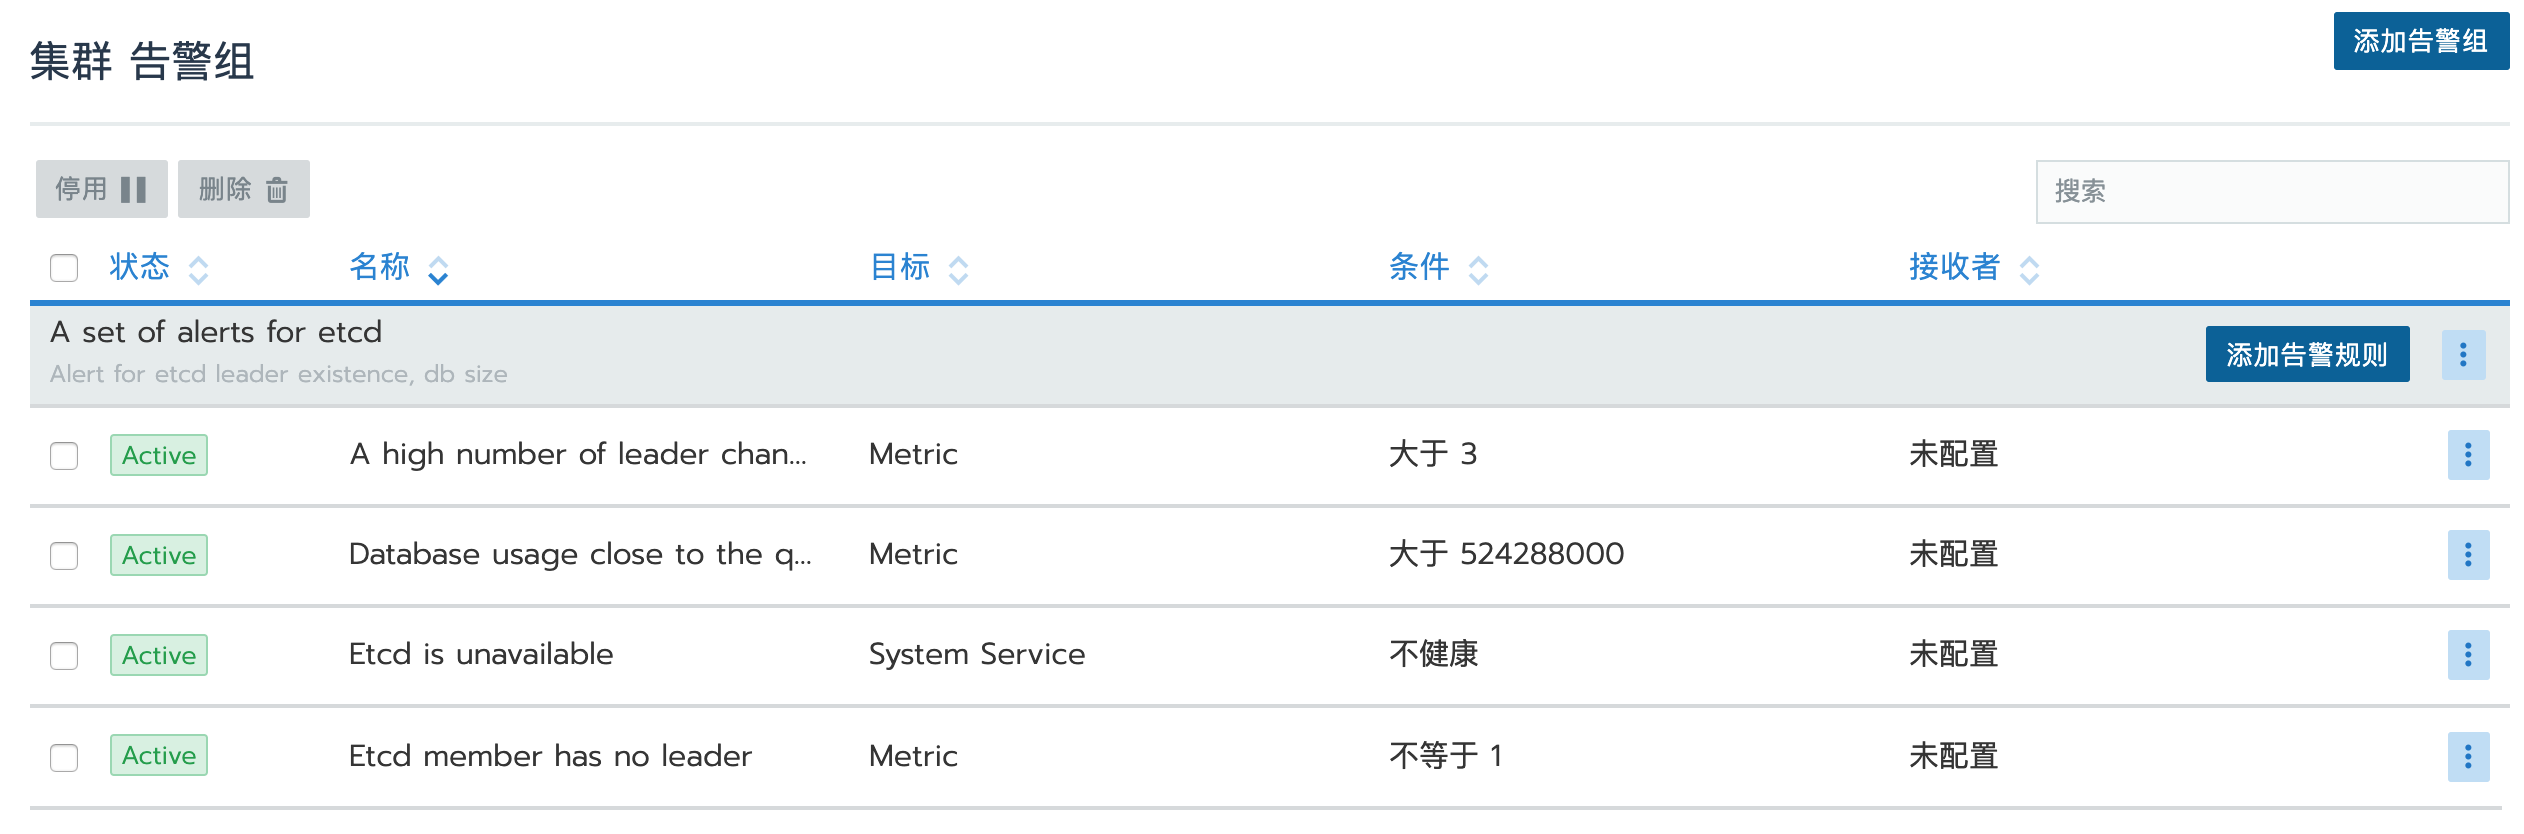 集群 告警组
添加告警组
停用 删除
搜索
状态 名称 目标 条件 接收者
A set of alerts for etcd
Alert for etcd leader existence, db size
添加告警规则
Active A high number of leader chan... Metric 大于 3 未配置
Active Database usage close to the q... Metric 大于 524288000 未配置
Active Etcd is unavailable System Service 不健康 未配置
Active Etcd member has no leader Metric 不等于 1 未配置